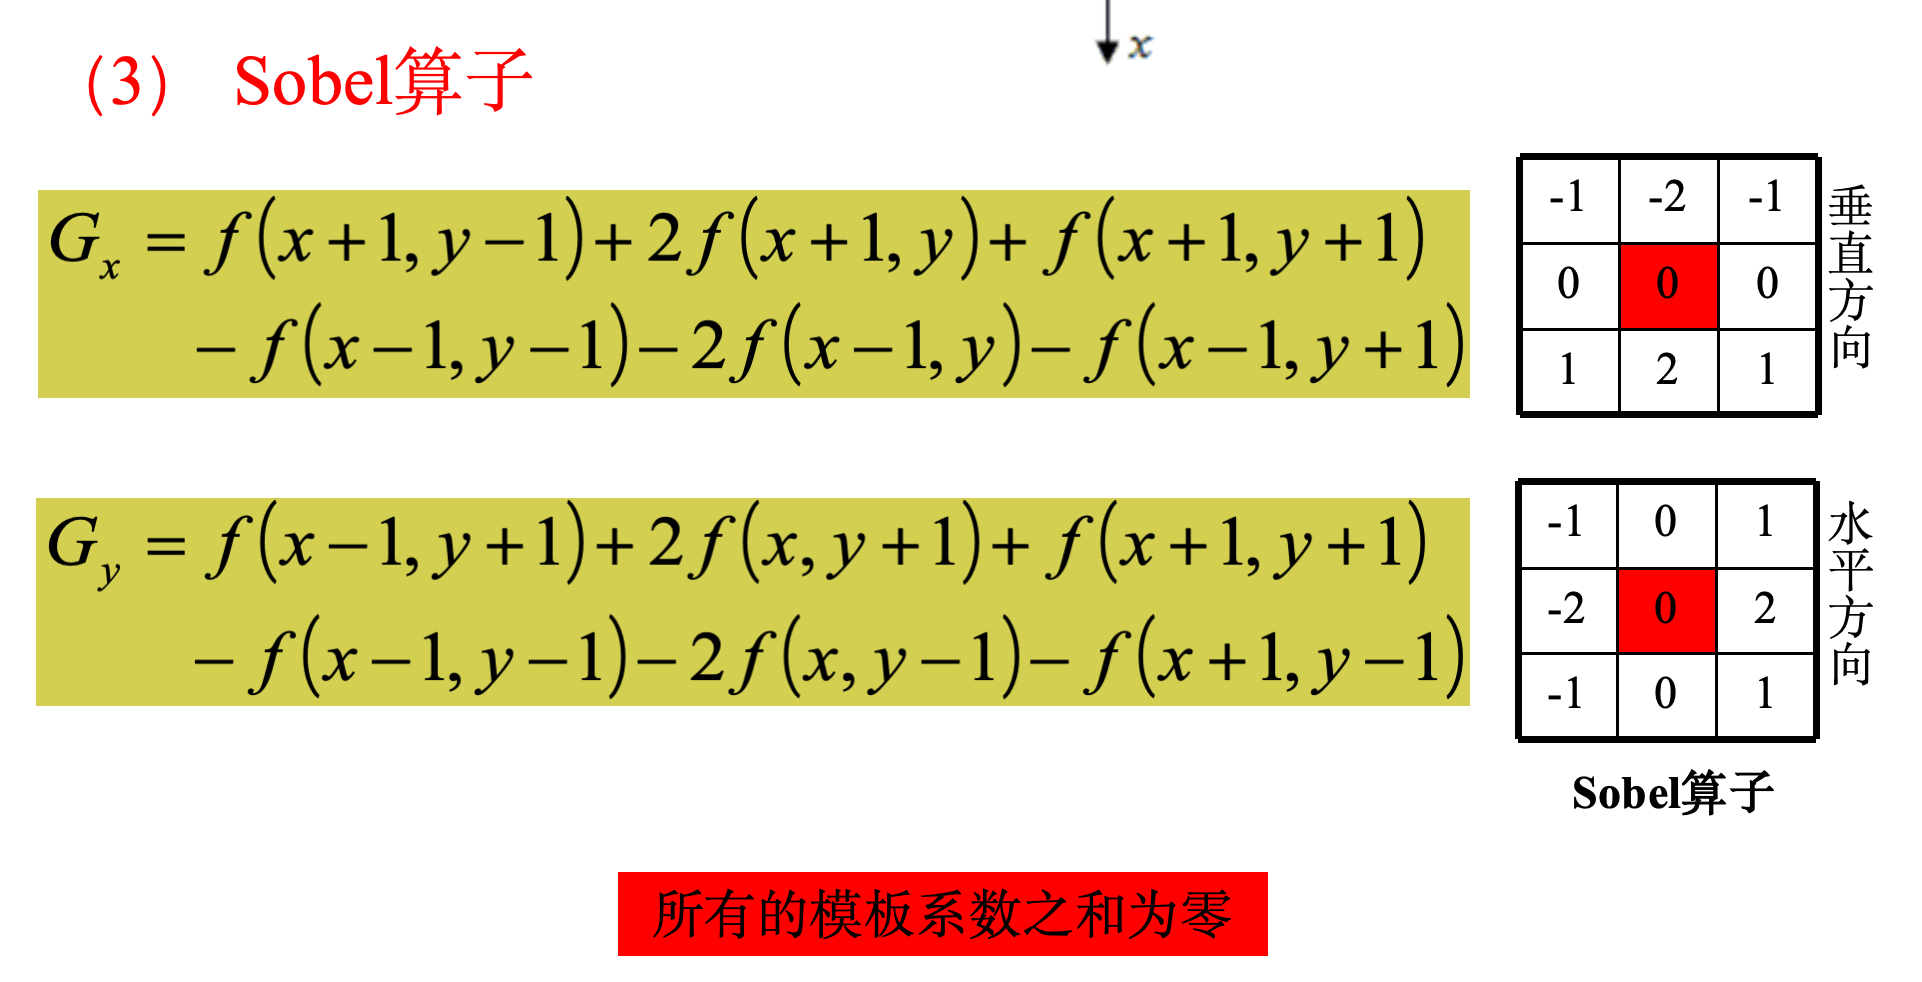 x
（3） Sobel算子
G_x = f(x+1, y−1)+2f(x+1, y)+f(x+1, y+1)
−f(x−1, y−1)−2f(x−1, y)−f(x−1, y+1)
-1 -2 -1
0 0 0
1 2 1
垂直方向
G_y = f(x−1, y+1)+2f(x, y+1)+f(x+1, y+1)
−f(x−1, y−1)−2f(x, y−1)−f(x+1, y−1)
-1 0 1
-2 0 2
-1 0 1
水平方向
Sobel算子
所有的模板系数之和为零